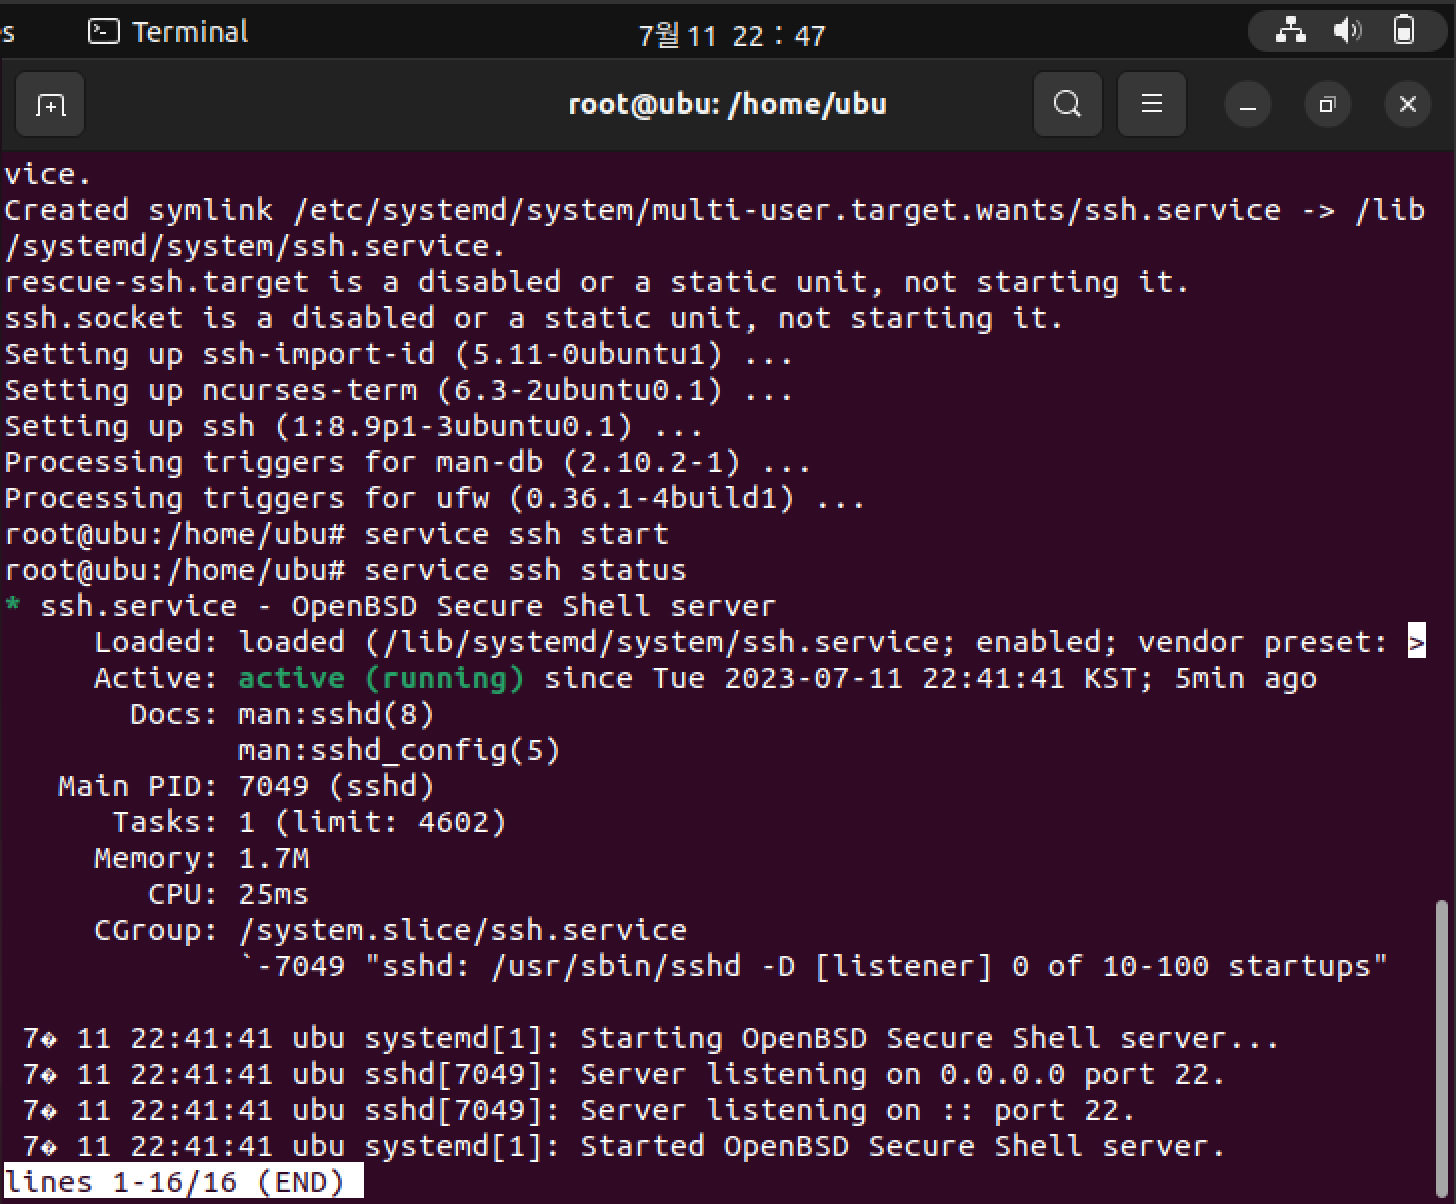 s
Terminal
7월 11 22 : 47
root@ubu: /home/ubu
vice.
Created symlink /etc/systemd/system/multi-user.target.wants/ssh.service -> /lib
/systemd/system/ssh.service.
rescue-ssh.target is a disabled or a static unit, not starting it.
ssh.socket is a disabled or a static unit, not starting it.
Setting up ssh-import-id (5.11-0ubuntu1) ...
Setting up ncurses-term (6.3-2ubuntu0.1) ...
Setting up ssh (1:8.9p1-3ubuntu0.1) ...
Processing triggers for man-db (2.10.2-1) ...
Processing triggers for ufw (0.36.1-4build1) ...
root@ubu:/home/ubu# service ssh start
root@ubu:/home/ubu# service ssh status
* ssh.service - OpenBSD Secure Shell server
     Loaded: loaded (/lib/systemd/system/ssh.service; enabled; vendor preset: >
     Active: active (running) since Tue 2023-07-11 22:41:41 KST; 5min ago
       Docs: man:sshd(8)
             man:sshd_config(5)
   Main PID: 7049 (sshd)
      Tasks: 1 (limit: 4602)
     Memory: 1.7M
        CPU: 25ms
     CGroup: /system.slice/ssh.service
             `-7049 "sshd: /usr/sbin/sshd -D [listener] 0 of 10-100 startups"
 7� 11 22:41:41 ubu systemd[1]: Starting OpenBSD Secure Shell server...
 7� 11 22:41:41 ubu sshd[7049]: Server listening on 0.0.0.0 port 22.
 7� 11 22:41:41 ubu sshd[7049]: Server listening on :: port 22.
 7� 11 22:41:41 ubu systemd[1]: Started OpenBSD Secure Shell server.
lines 1-16/16 (END)